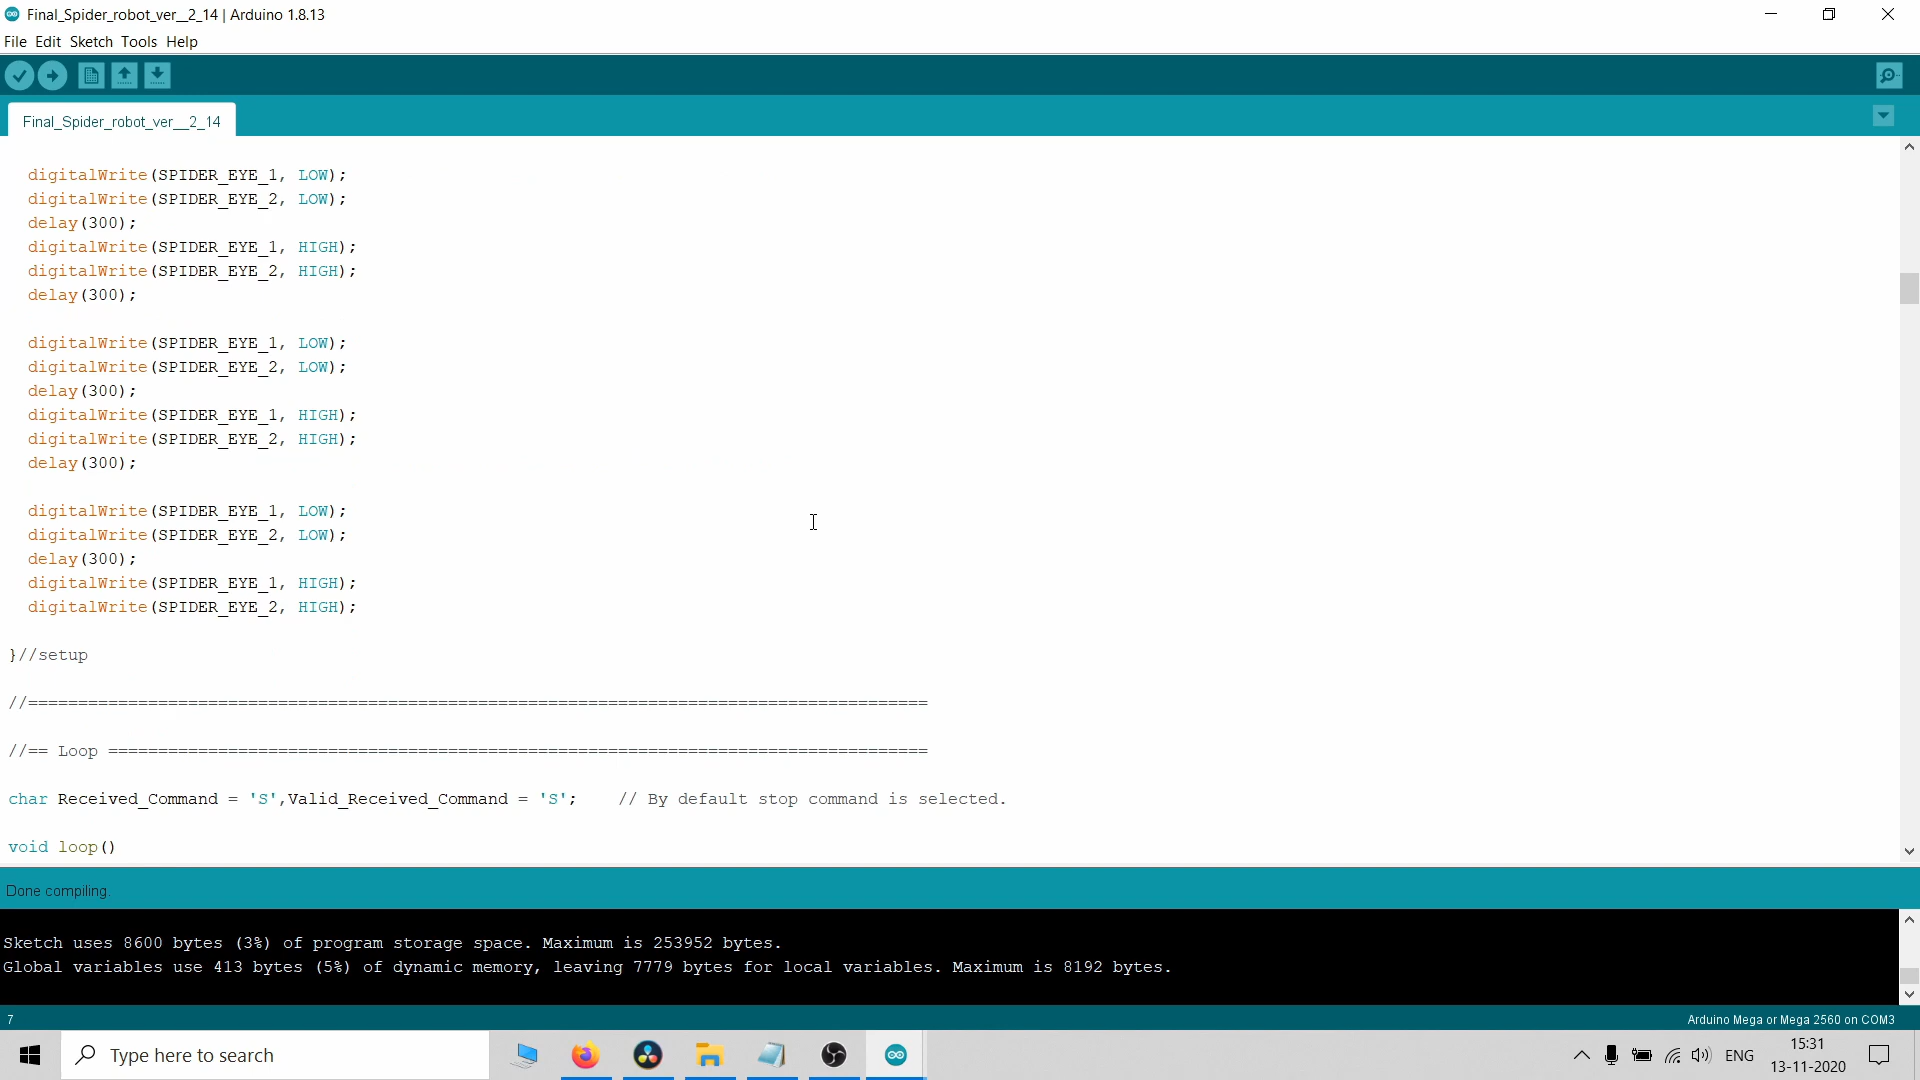 Final_Spider_robot_ver__2_14 | Arduino 1.8.13
File Edit Sketch Tools Help
Final_Spider_robot_ver__2_14
digitalWrite(SPIDER_EYE_1, LOW);
digitalWrite(SPIDER_EYE_2, LOW);
delay(300);
digitalWrite(SPIDER_EYE_1, HIGH);
digitalWrite(SPIDER_EYE_2, HIGH);
delay(300);
digitalWrite(SPIDER_EYE_1, LOW);
digitalWrite(SPIDER_EYE_2, LOW);
delay(300);
digitalWrite(SPIDER_EYE_1, HIGH);
digitalWrite(SPIDER_EYE_2, HIGH);
delay(300);
digitalWrite(SPIDER_EYE_1, LOW);
digitalWrite(SPIDER_EYE_2, LOW);
delay(300);
digitalWrite(SPIDER_EYE_1, HIGH);
digitalWrite(SPIDER_EYE_2, HIGH);
}//setup
//==========================================================================================
//== Loop ==================================================================================
char Received_Command = 'S',Valid_Received_Command = 'S';    // By default stop command is selected.
void loop()
Done compiling.
Sketch uses 8600 bytes (3%) of program storage space. Maximum is 253952 bytes.
Global variables use 413 bytes (5%) of dynamic memory, leaving 7779 bytes for local variables. Maximum is 8192 bytes.
7
Arduino Mega or Mega 2560 on COM3
Type here to search
ENG
15:31
13-11-2020